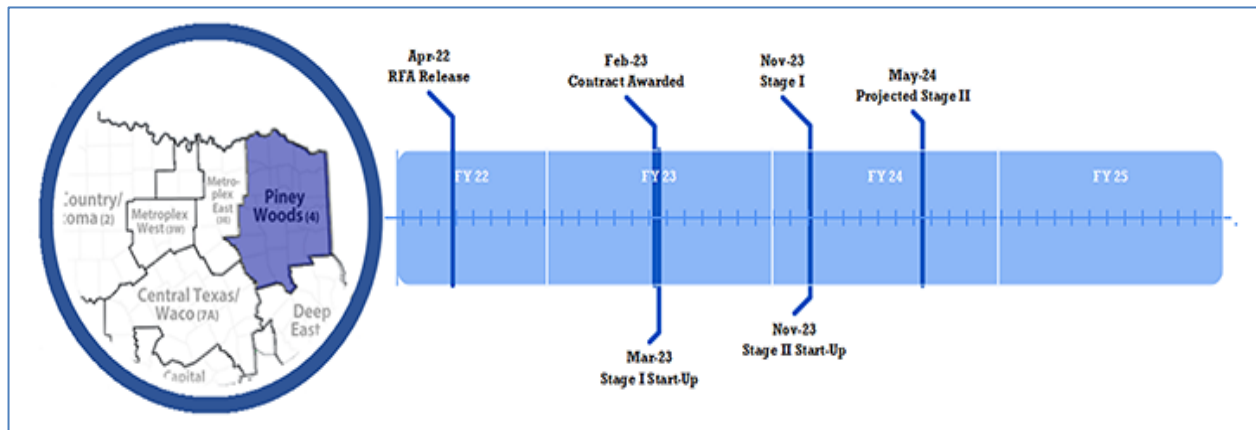 Apr-22
RFA Release
Feb-23
Contract Awarded
Nov-23
Stage I
May-24
Projected Stage II
FY 22
FY 23
FY 24
FY 25
Mar-23
Stage I Start-Up
Nov-23
Stage II Start-Up
Country/
oma (2)
Metroplex
West (3W)
Metro-
plex
East
(3E)
Piney
Woods (4)
Central Texas/
Waco (7A)
Deep
East
Capital